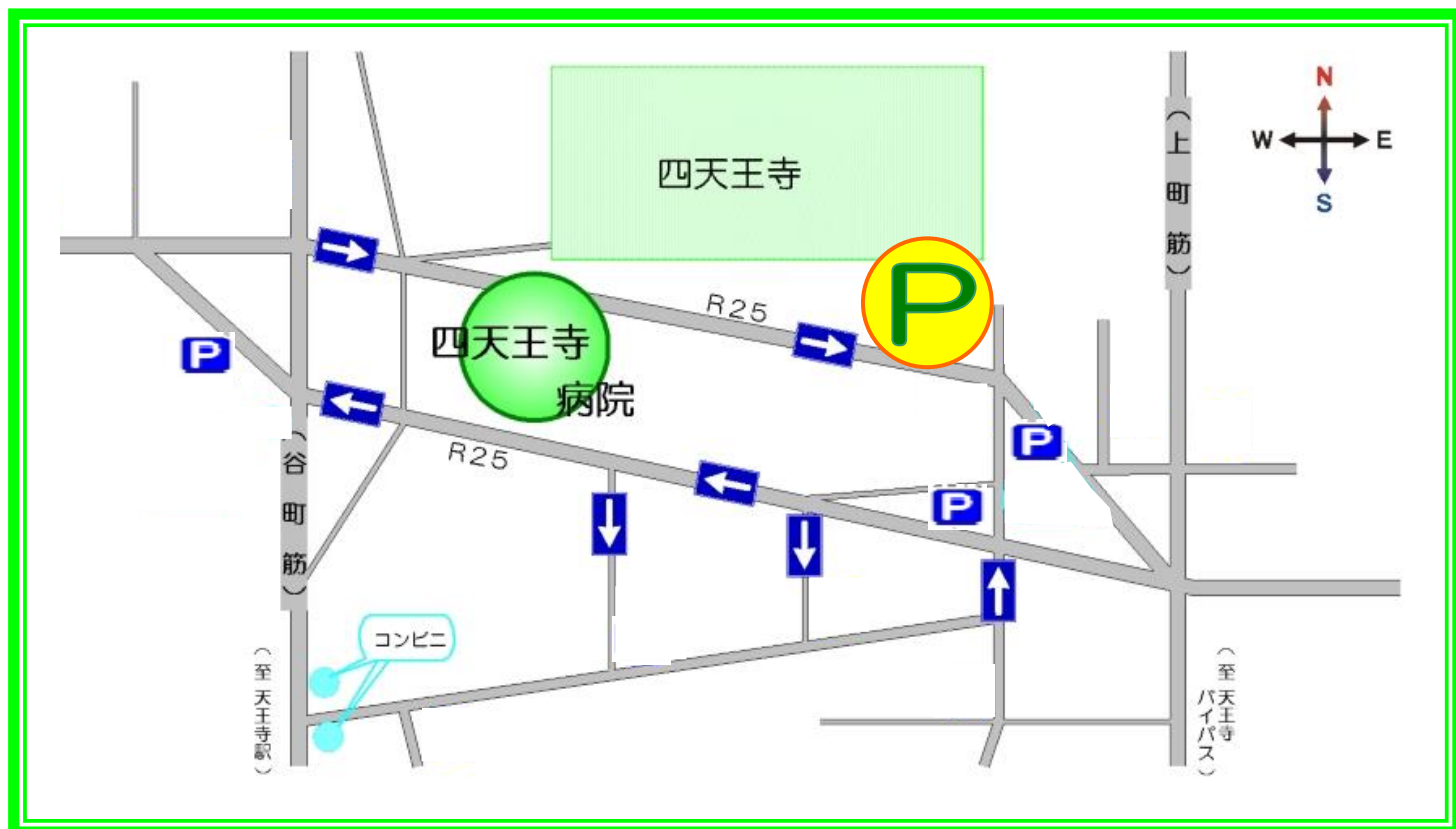 N
W E
S
四天王寺
(上町筋)
P
R25
四天王寺
病院
P
R25
P
P
(谷町筋)
コンビニ
(至 天王寺駅)
(至 天王寺
バイパス)